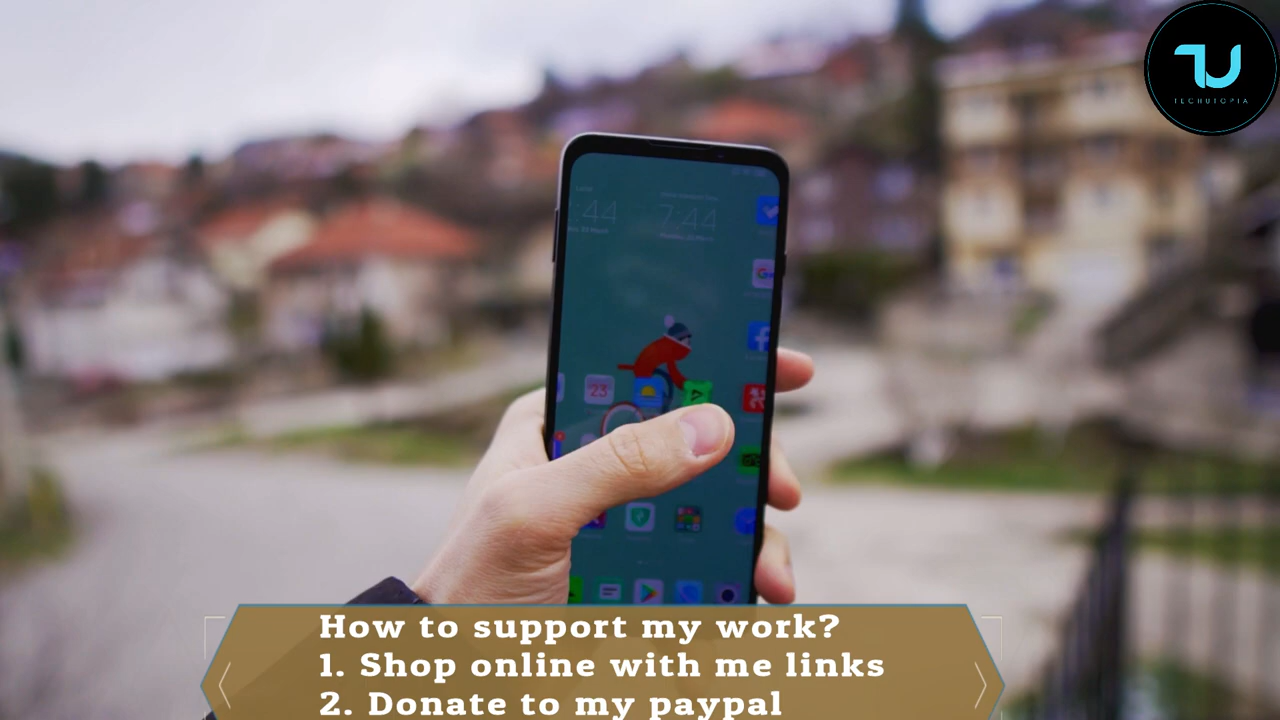 TECHUTOPIA
:44
7:44
23
How to support my work?
1. Shop online with me links
2. Donate to my paypal